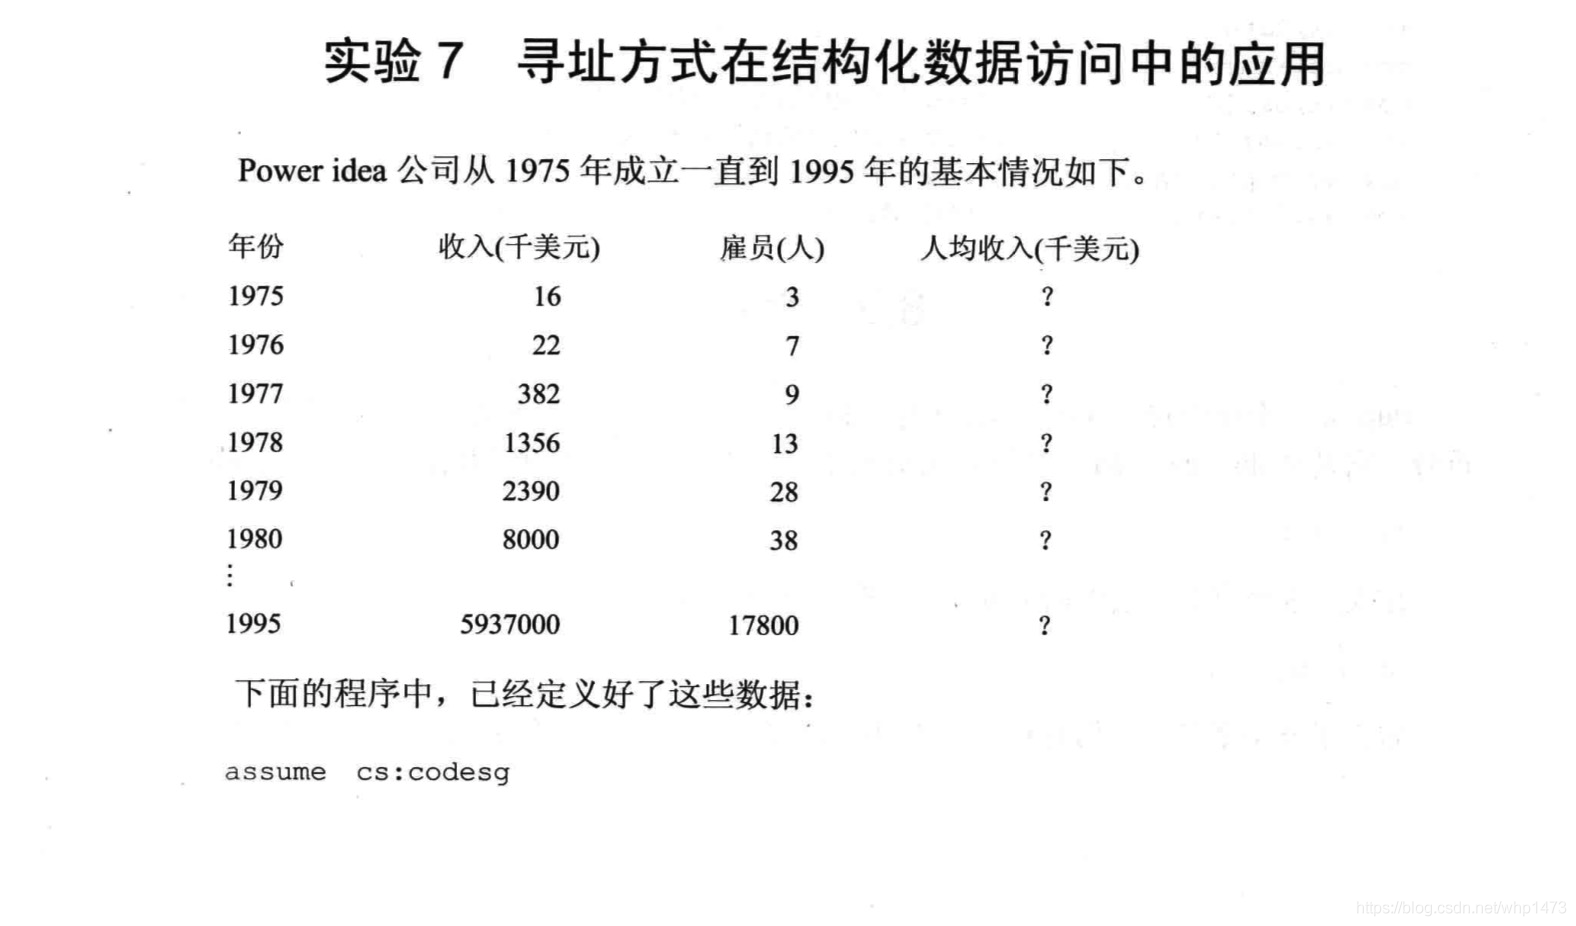 实验 7 寻址方式在结构化数据访问中的应用
Power idea 公司从 1975 年成立一直到 1995 年的基本情况如下。
年份 收入(千美元) 雇员(人) 人均收入(千美元)
1975 16 3 ?
1976 22 7 ?
1977 382 9 ?
1978 1356 13 ?
1979 2390 28 ?
1980 8000 38 ?
⋮
1995 5937000 17800 ?
下面的程序中，已经定义好了这些数据：
assume cs:codesg
https://blog.csdn.net/whp1473